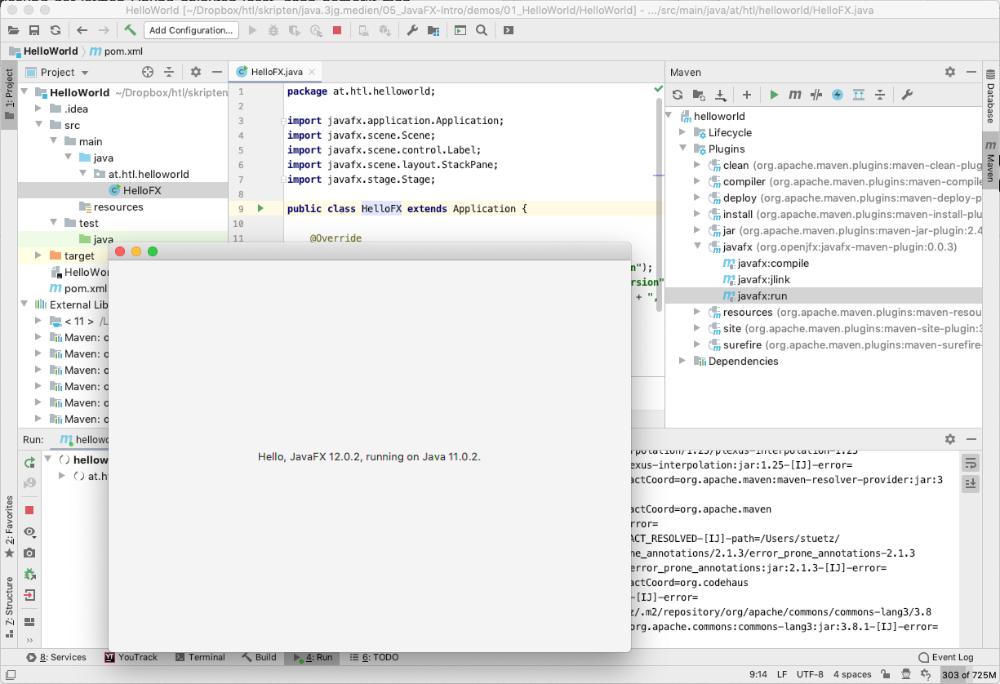 HelloWorld [~/Dropbox/htl/skripten/java.3jg.medien/05_JavaFX-Intro/demos/01_HelloWorld/HelloWorld] - .../src/main/java/at/htl/helloworld/HelloFX.java
Add Configuration...
HelloWorld
pom.xml
1: Project
Project
HelloWorld ~/Dropbox/htl/skripten
.idea
src
main
java
at.htl.helloworld
HelloFX
resources
test
java
target
HelloWor
pom.xml
External Lib
< 11 > /L
Maven: o
Maven: o
Maven: o
Maven: o
Maven: o
Maven: o
HelloFX.java
1 package at.htl.helloworld;
2
3 import javafx.application.Application;
4 import javafx.scene.Scene;
5 import javafx.scene.control.Label;
6 import javafx.scene.layout.StackPane;
7 import javafx.stage.Stage;
8
9 public class HelloFX extends Application {
10
11 @Override
n");
rsion"
+ ",
Maven
helloworld
Lifecycle
Plugins
clean (org.apache.maven.plugins:maven-clean-plug
compiler (org.apache.maven.plugins:maven-compile
deploy (org.apache.maven.plugins:maven-deploy-p
install (org.apache.maven.plugins:maven-install-plu
jar (org.apache.maven.plugins:maven-jar-plugin:2.4
javafx (org.openjfx:javafx-maven-plugin:0.0.3)
javafx:compile
javafx:jlink
javafx:run
resources (org.apache.maven.plugins:maven-resou
site (org.apache.maven.plugins:maven-site-plugin:3
surefire (org.apache.maven.plugins:maven-surefire-
Dependencies
Database
Maven
Hello, JavaFX 12.0.2, running on Java 11.0.2.
Run:
hellowo
hellow
at.h
2: Favorites
Z: Structure
rpolation/1.25/plexus-interpolation-1.25
exus-interpolation:jar:1.25-[IJ]-error=
actCoord=org.apache.maven:maven-resolver-provider:jar:3
actCoord=org.apache.maven
rror=
ACT_RESOLVED-[IJ]-path=/Users/stuetz/
ne_annotations/2.1.3/error_prone_annotations-2.1.3
error_prone_annotations:jar:2.1.3-[IJ]-error=
actCoord=org.codehaus
-[IJ]-error=
z/.m2/repository/org/apache/commons/commons-lang3/3.8
org.apache.commons:commons-lang3:jar:3.8.1-[IJ]-error=
8: Services
YT YouTrack
Terminal
Build
4: Run
6: TODO
Event Log
9:14 LF UTF-8 4 spaces
303 of 725M